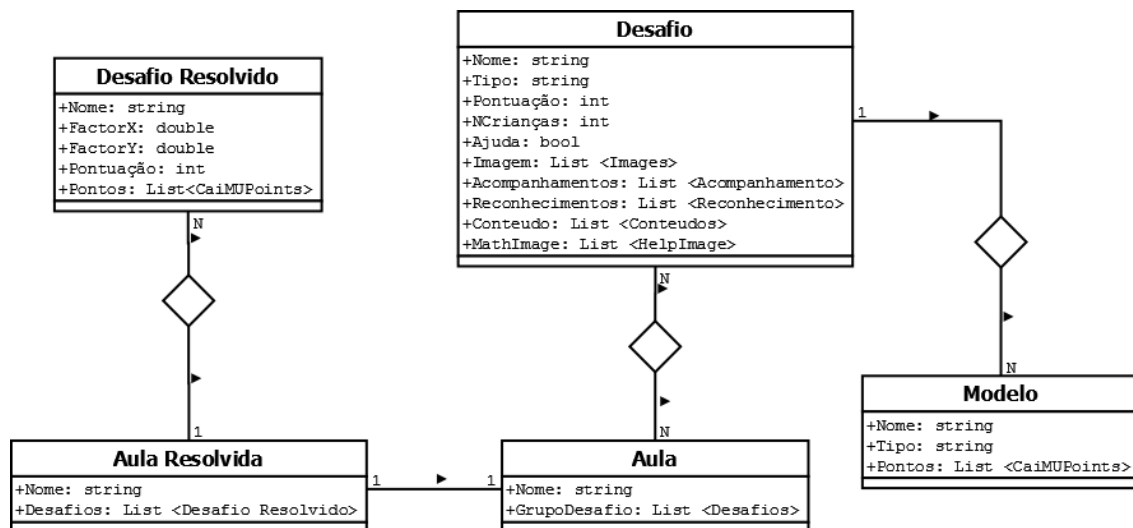 Desafio
+Nome: string
+Tipo: string
+Pontuação: int
+NCrianças: int
+Ajuda: bool
+Imagem: List <Images>
+Acompanhamentos: List <Acompanhamento>
+Reconhecimentos: List <Reconhecimento>
+Conteudo: List <Conteudos>
+MathImage: List <HelpImage>
Desafio Resolvido
+Nome: string
+FactorX: double
+FactorY: double
+Pontuação: int
+Pontos: List<CaiMUPoints>
1
N
N
N
Modelo
+Nome: string
+Tipo: string
+Pontos: List <CaiMUPoints>
1
N
Aula Resolvida
+Nome: string
+Desafios: List <Desafio Resolvido>
1
1
Aula
+Nome: string
+GrupoDesafio: List <Desafios>